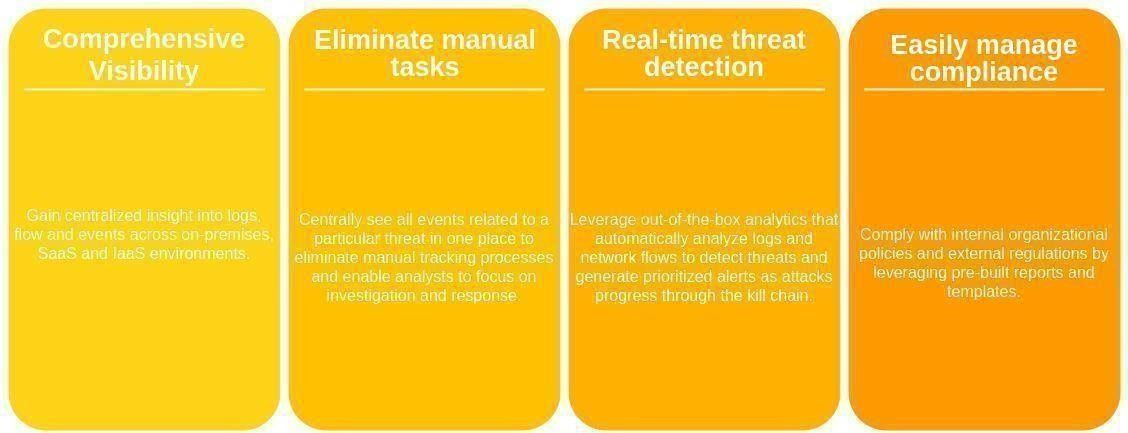 Comprehensive
Visibility
Gain centralized insight into logs,
flow and events across on-premises,
SaaS and IaaS environments.
Eliminate manual
tasks
Centrally see all events related to a
particular threat in one place to
eliminate manual tracking processes
and enable analysts to focus on
investigation and response.
Real-time threat
detection
Leverage out-of-the-box analytics that
automatically analyze logs and
network flows to detect threats and
generate prioritized alerts as attacks
progress through the kill chain.
Easily manage
compliance
Comply with internal organizational
policies and external regulations by
leveraging pre-built reports and
templates.